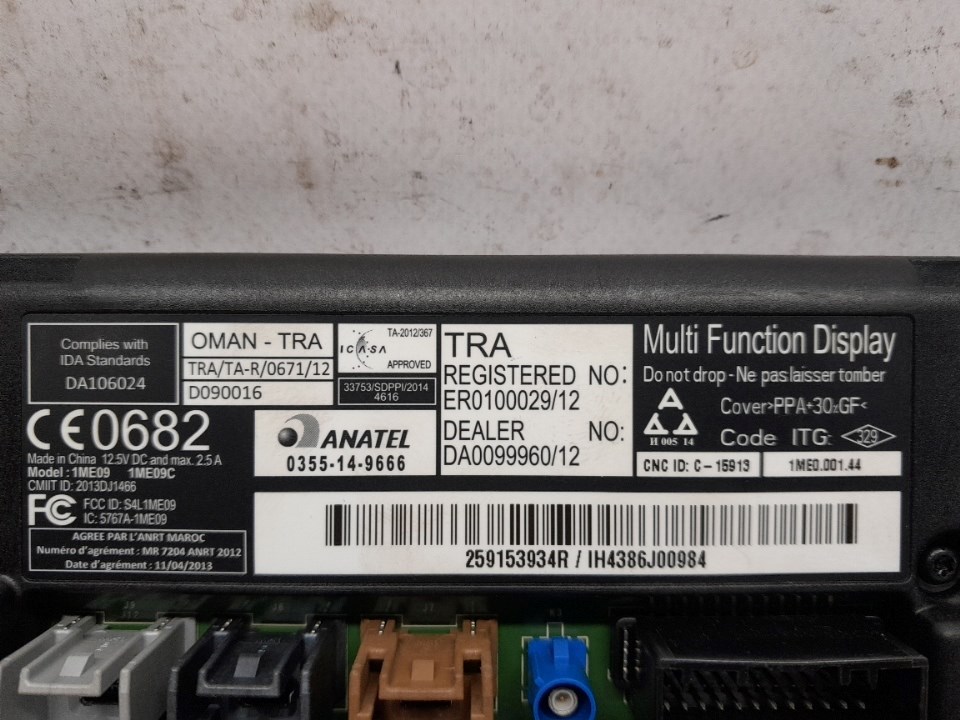 Complies with
IDA Standards
DA106024
OMAN - TRA
TRA/TA-R/0671/12
D090016
TA-2012/367
ICASA
APPROVED
33753/SDPPI/2014
4616
TRA
REGISTERED NO:
ER0100029/12
DEALER NO:
DA0099960/12
Multi Function Display
Do not drop - Ne pas laisser tomber
Cover>PPA+30%GF<
H 005 14
Code ITG: 329
CNC ID: C-15913
1ME0.001.44
CE0682
Made in China 12.5V DC and max. 2.5 A
Model: 1ME09 1ME09C
CMIIT ID: 2013DJ1466
FC FCC ID: S4L1ME09
IC: 5767A-1ME09
ANATEL
0355-14-9666
AGREE PAR L'ANRT MAROC
Numéro d'agrément: MR 7204 ANRT 2012
Date d'agrément: 11/04/2013
259153934R / IH4386J00984